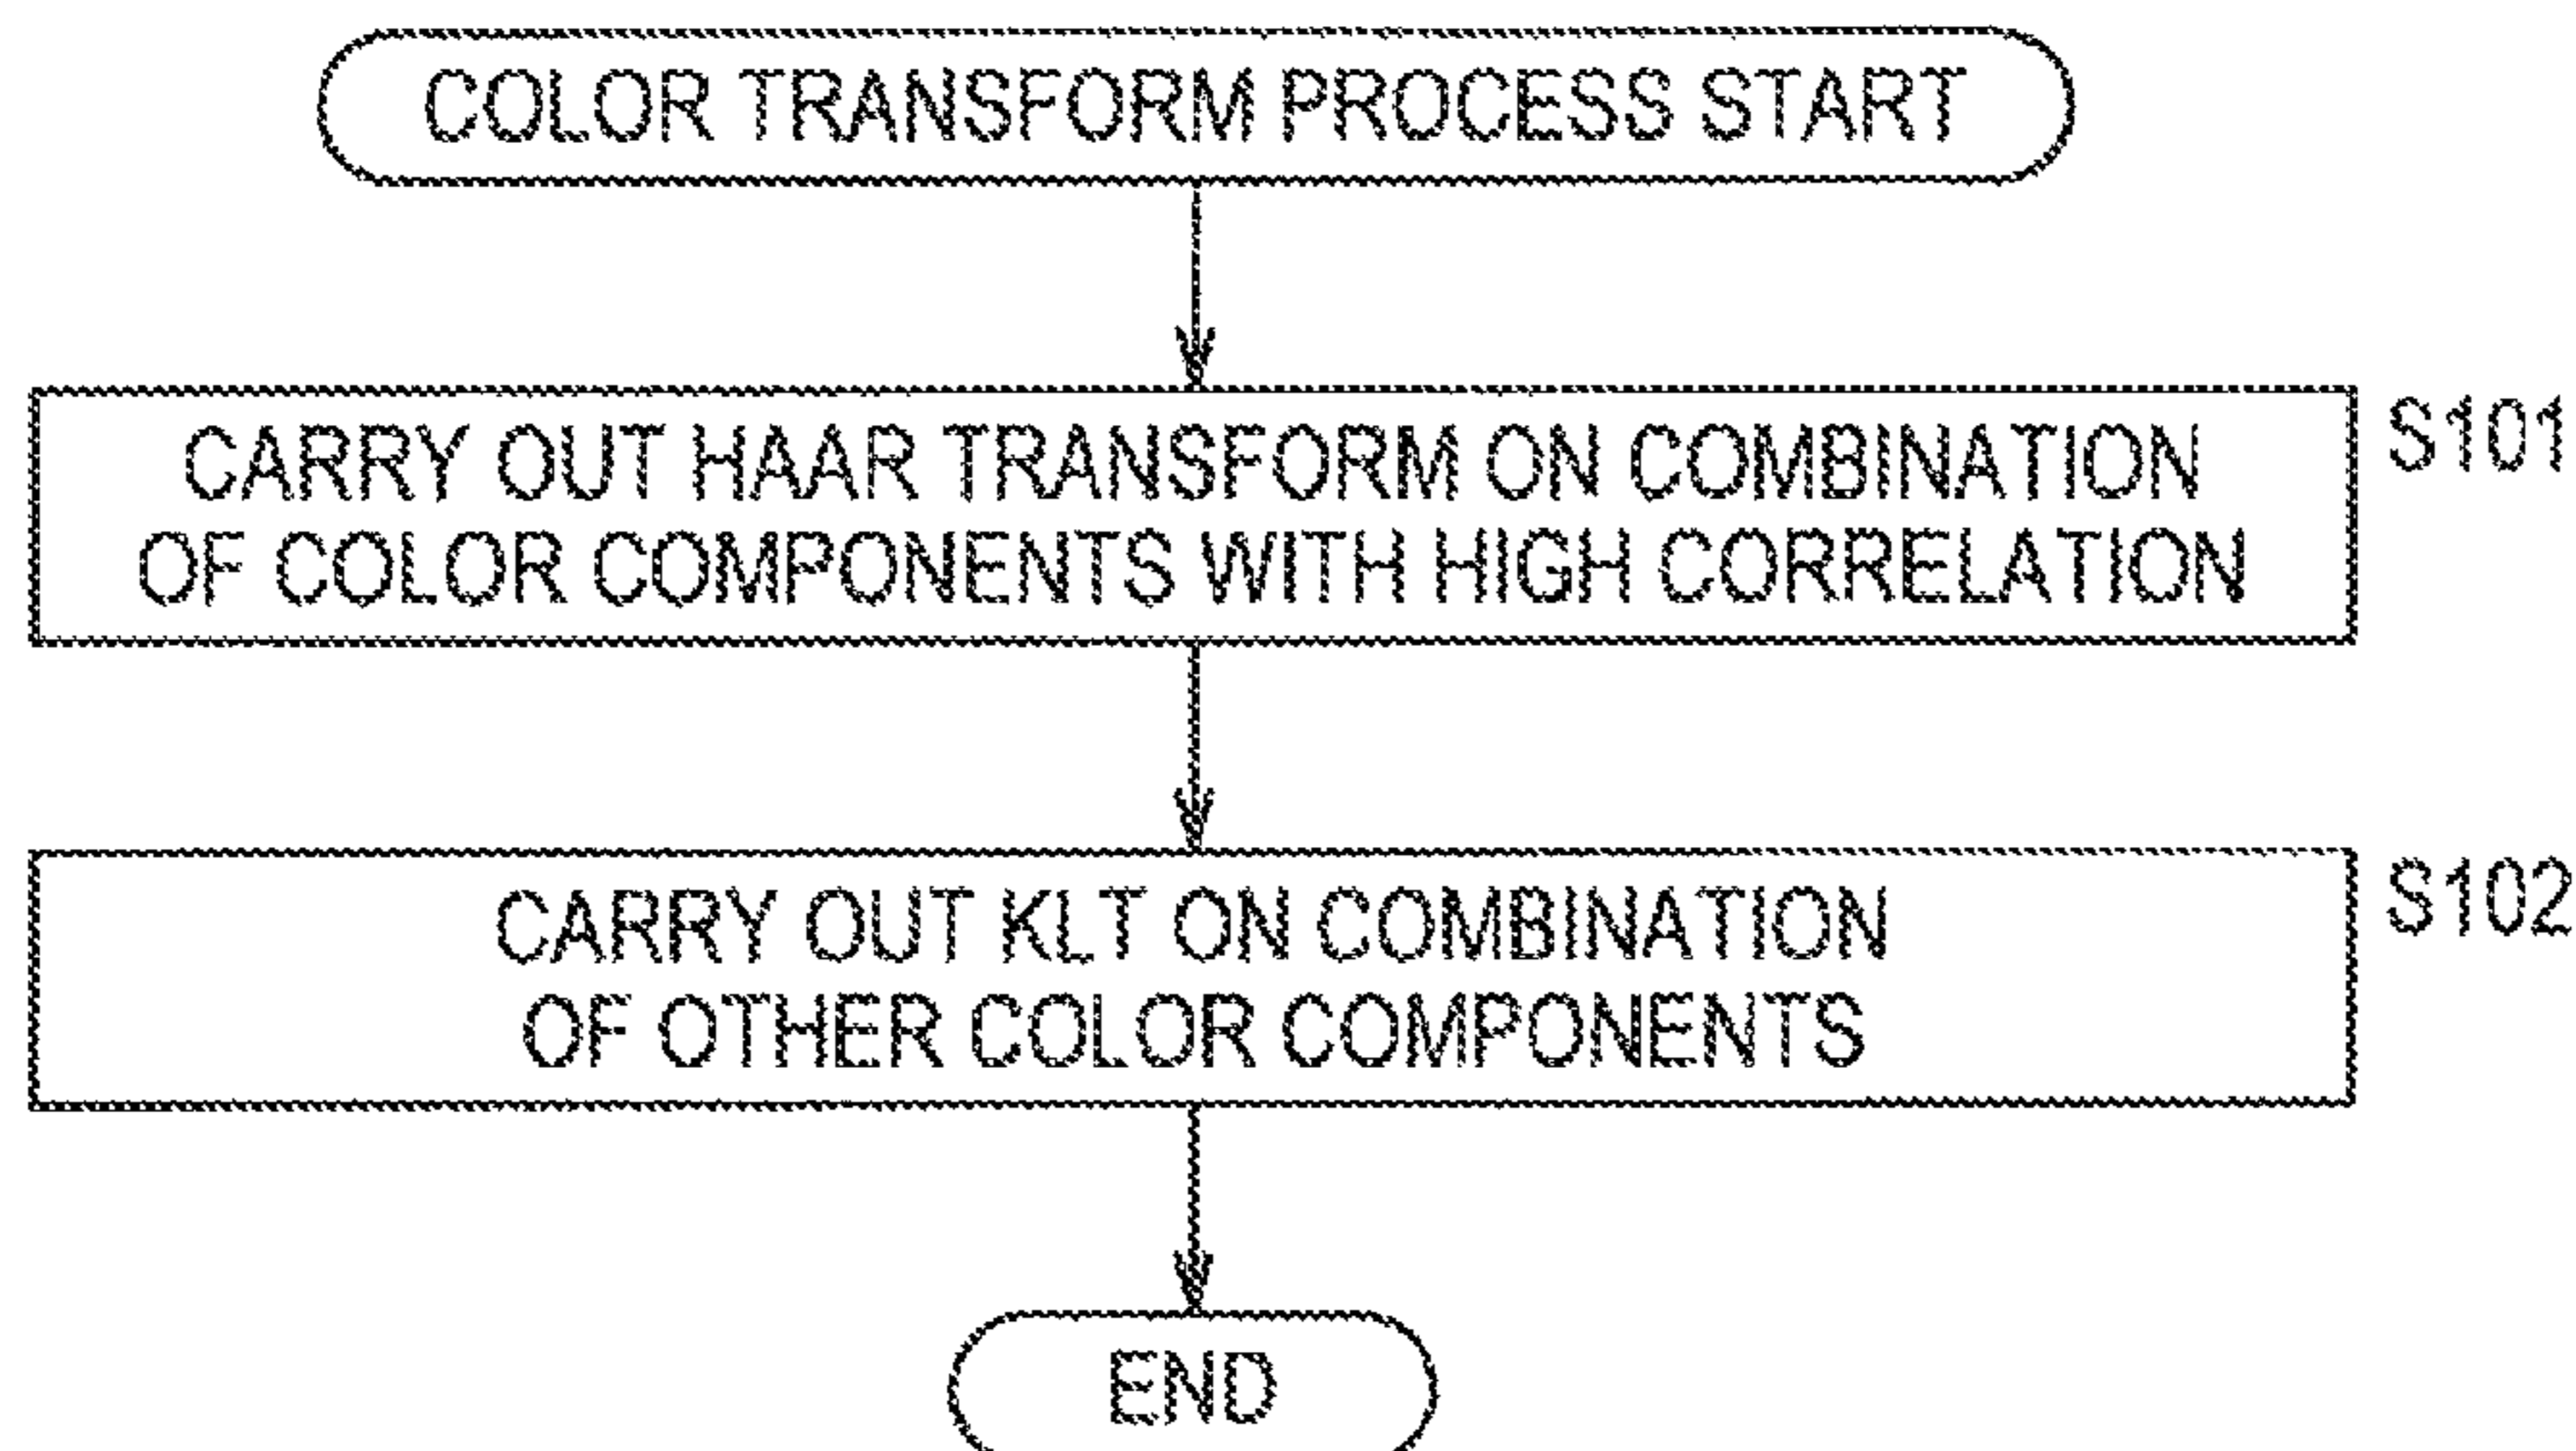 COLOR TRANSFORM PROCESS START
CARRY OUT HAAR TRANSFORM ON COMBINATION
OF COLOR COMPONENTS WITH HIGH CORRELATION
S101
CARRY OUT KLT ON COMBINATION
OF OTHER COLOR COMPONENTS
S102
END